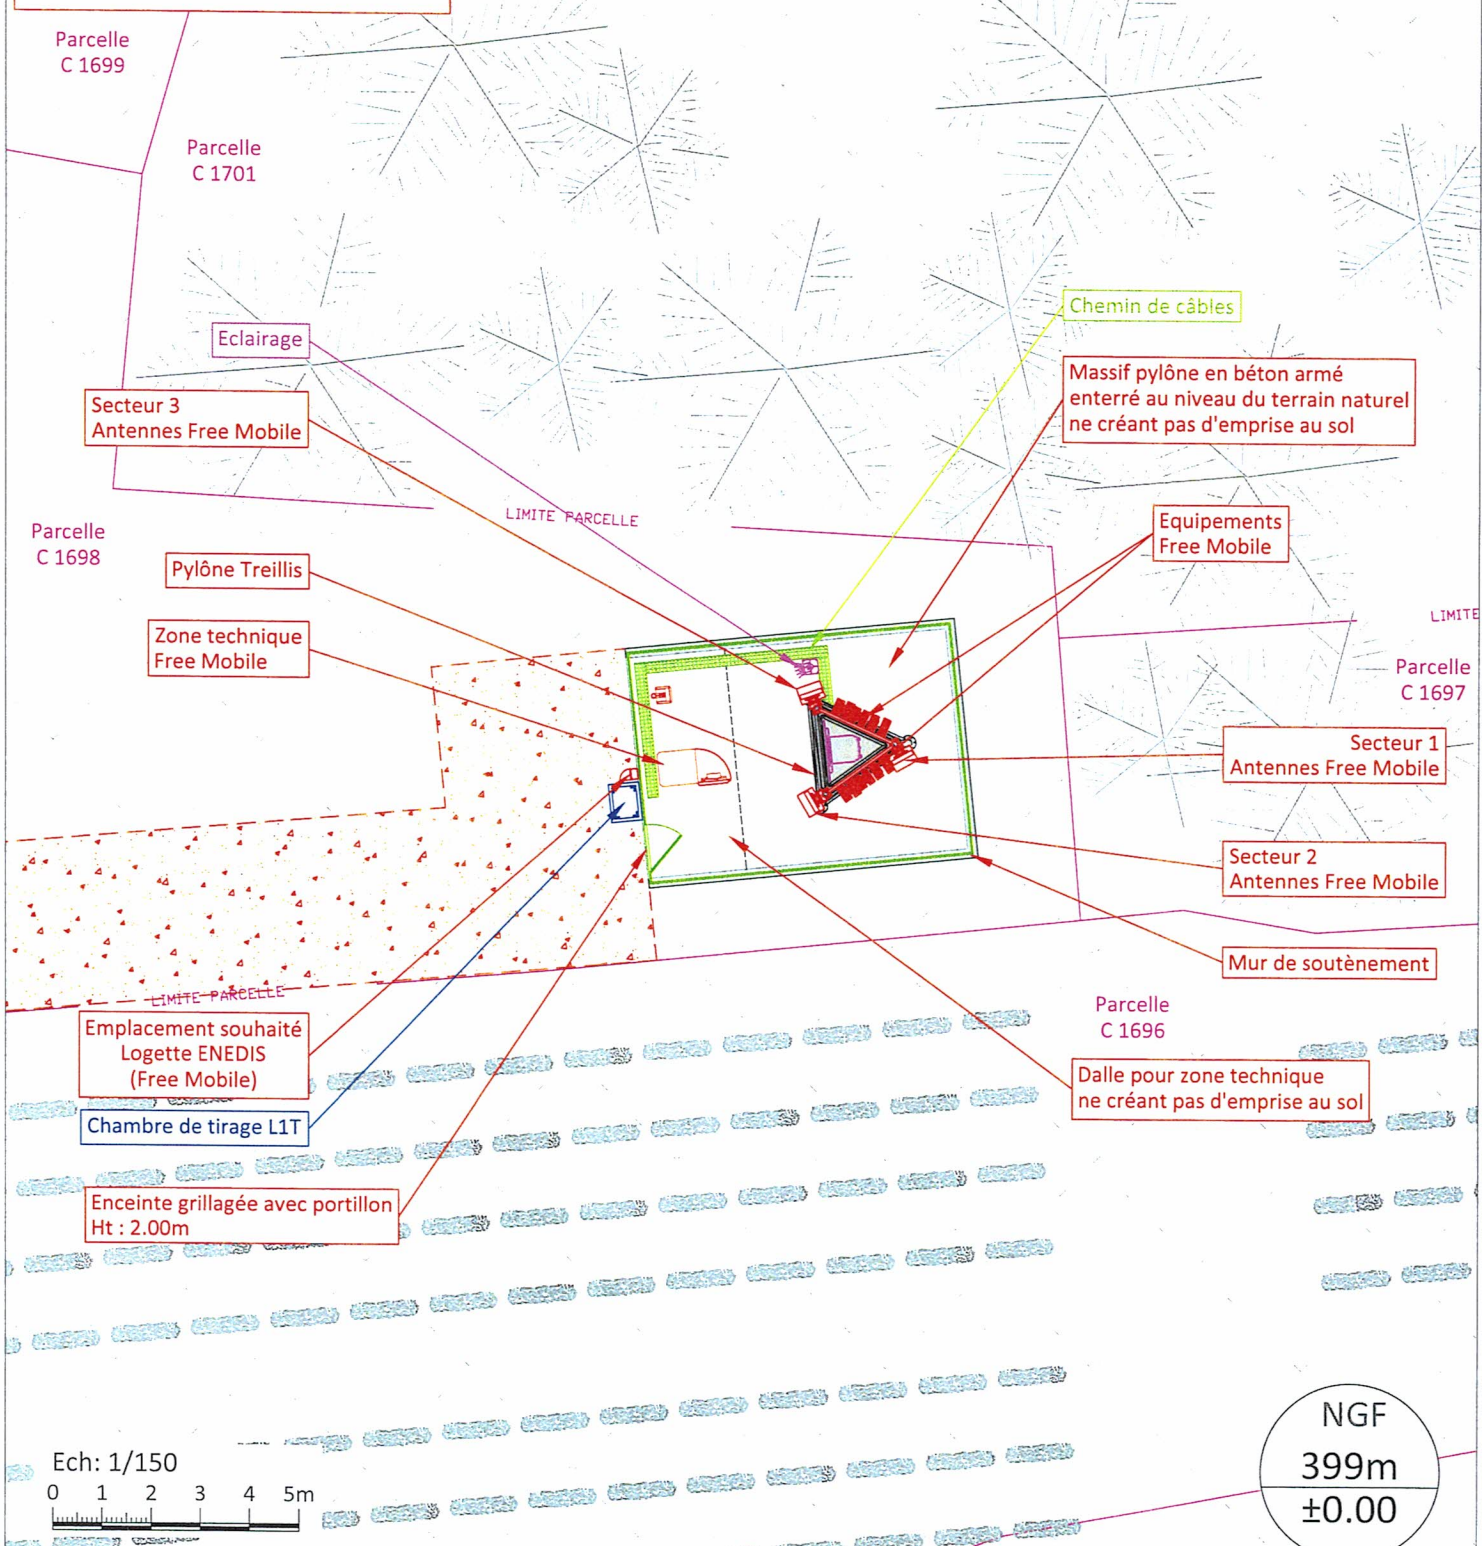 Parcelle
C 1699
Parcelle
C 1701
Chemin de câbles
Eclairage
Massif pylône en béton armé
enterré au niveau du terrain naturel
ne créant pas d'emprise au sol
Secteur 3
Antennes Free Mobile
LIMITE PARCELLE
Equipements
Free Mobile
Parcelle
C 1698
Pylône Treillis
LIMITE
Zone technique
Free Mobile
Parcelle
C 1697
Secteur 1
Antennes Free Mobile
Secteur 2
Antennes Free Mobile
Mur de soutènement
LIMITE PARCELLE
Parcelle
C 1696
Emplacement souhaité
Logette ENEDIS
(Free Mobile)
Dalle pour zone technique
ne créant pas d'emprise au sol
Chambre de tirage L1T
Enceinte grillagée avec portillon
Ht : 2.00m
NGF
399m
±0.00
Ech: 1/150
0 1 2 3 4 5m